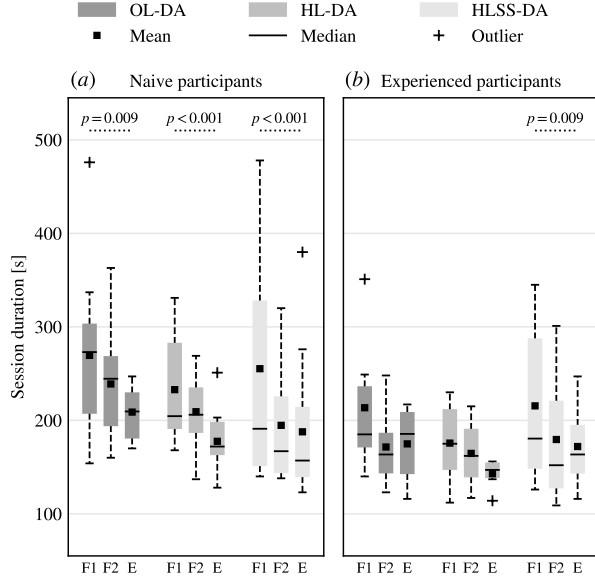 OL-DA HL-DA HLSS-DA
Mean Median Outlier
(a) Naive participants (b) Experienced participants
p = 0.009 p < 0.001 p < 0.001 p = 0.009
500
400
300
200
100
Session duration [s]
F1 F2 E F1 F2 E F1 F2 E F1 F2 E F1 F2 E F1 F2 E